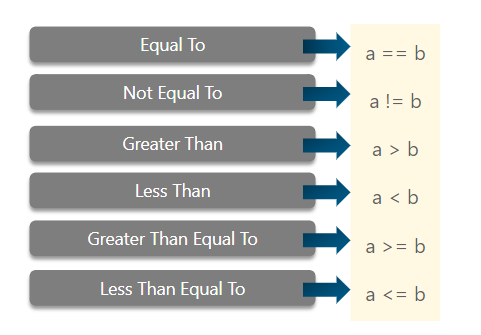 Equal To
a == b
Not Equal To
a != b
Greater Than
a > b
Less Than
a < b
Greater Than Equal To
a >= b
Less Than Equal To
a <= b